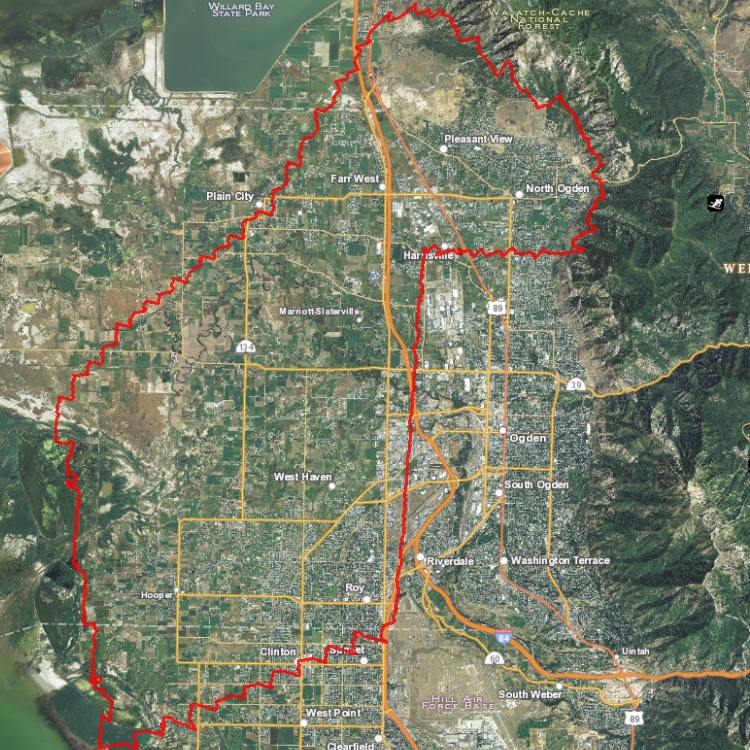 WILLARD BAY
STATE PARK
WASATCH-CACHE
NATIONAL
FOREST
Pleasant View
Farr West
North Ogden
Plain City
Harrisville
WE
89
Marriott-Slaterville
134
39
Ogden
West Haven
South Ogden
Riverdale
Washington Terrace
Roy
Hooper
84
Clinton
Sunset
60
Uintah
HILL AIR
FORCE BASE
South Weber
West Point
89
Clearfield